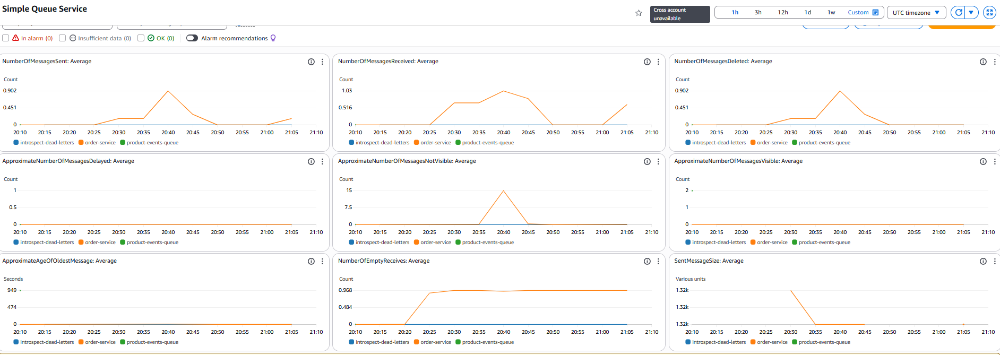 Simple Queue Service
Cross account unavailable
1h 3h 12h 1d 1w Custom UTC timezone
In alarm (0) Insufficient data (0) OK (0) Alarm recommendations
NumberOfMessagesSent: Average
Count
0.902
0.451
0
20:10 20:15 20:20 20:25 20:30 20:35 20:40 20:45 20:50 20:55 21:00 21:05 21:10
introspect-dead-letters order-service product-events-queue
NumberOfMessagesReceived: Average
Count
1.03
0.516
0
20:10 20:15 20:20 20:25 20:30 20:35 20:40 20:45 20:50 20:55 21:00 21:05 21:10
introspect-dead-letters order-service product-events-queue
NumberOfMessagesDeleted: Average
Count
0.902
0.451
0
20:10 20:15 20:20 20:25 20:30 20:35 20:40 20:45 20:50 20:55 21:00 21:05 21:10
introspect-dead-letters order-service product-events-queue
ApproximateNumberOfMessagesDelayed: Average
Count
1
0.5
0
20:10 20:15 20:20 20:25 20:30 20:35 20:40 20:45 20:50 20:55 21:00 21:05 21:10
introspect-dead-letters order-service product-events-queue
ApproximateNumberOfMessagesNotVisible: Average
Count
15
7.5
0
20:10 20:15 20:20 20:25 20:30 20:35 20:40 20:45 20:50 20:55 21:00 21:05 21:10
introspect-dead-letters order-service product-events-queue
ApproximateNumberOfMessagesVisible: Average
Count
2
1
0
20:10 20:15 20:20 20:25 20:30 20:35 20:40 20:45 20:50 20:55 21:00 21:05 21:10
introspect-dead-letters order-service product-events-queue
ApproximateAgeOfOldestMessage: Average
Seconds
949
474
0
20:10 20:15 20:20 20:25 20:30 20:35 20:40 20:45 20:50 20:55 21:00 21:05 21:10
introspect-dead-letters order-service product-events-queue
NumberOfEmptyReceives: Average
Count
0.968
0.484
0
20:10 20:15 20:20 20:25 20:30 20:35 20:40 20:45 20:50 20:55 21:00 21:05 21:10
introspect-dead-letters order-service product-events-queue
SentMessageSize: Average
Various units
1.32k
1.32k
1.32k
20:10 20:15 20:20 20:25 20:30 20:35 20:40 20:45 20:50 20:55 21:00 21:05 21:10
introspect-dead-letters order-service product-events-queue